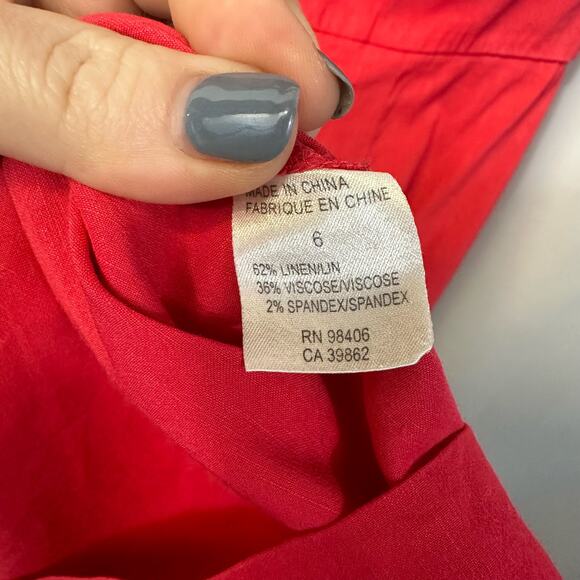 MADE IN CHINA
FABRIQUE EN CHINE
6
62% LINEN/LIN
36% VISCOSE/VISCOSE
2% SPANDEX/SPANDEX
RN 98406
CA 39862